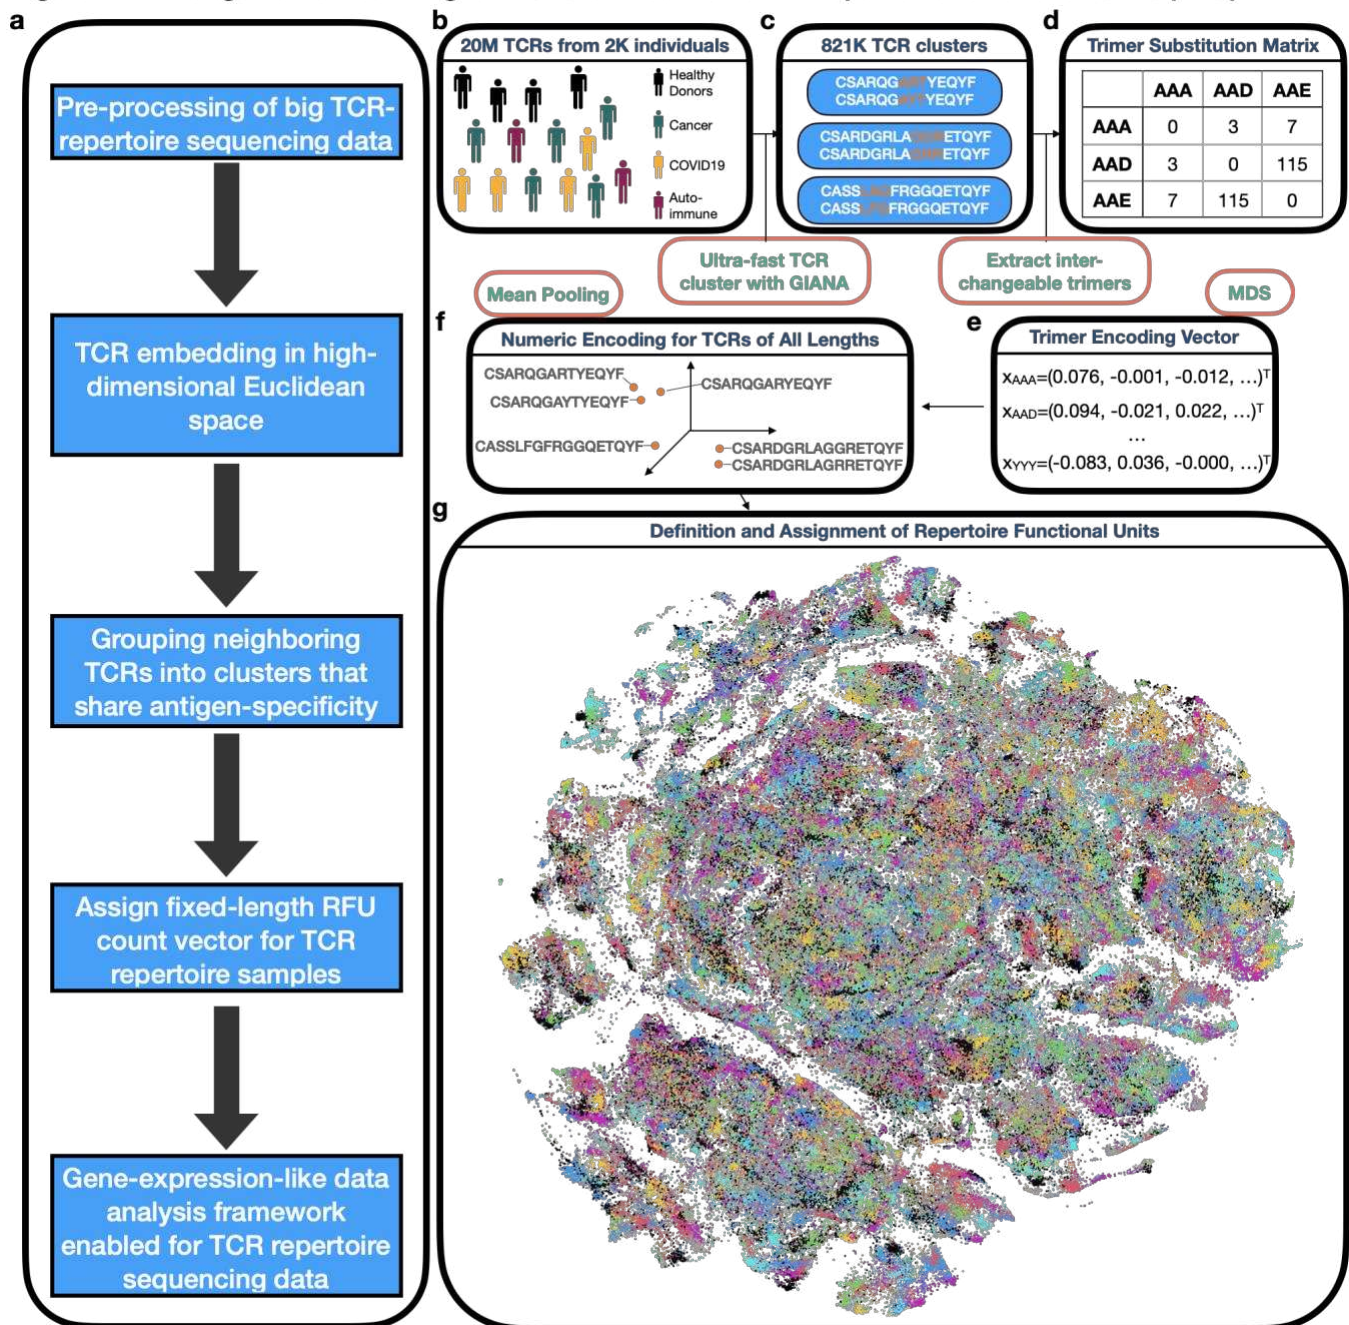 a
Pre-processing of big TCR-
repertoire sequencing data
TCR embedding in high-
dimensional Euclidean
space
Grouping neighboring
TCRs into clusters that
share antigen-specificity
Assign fixed-length RFU
count vector for TCR
repertoire samples
Gene-expression-like data
analysis framework
enabled for TCR repertoire
sequencing data
b
20M TCRs from 2K individuals
Healthy
Donors
Cancer
COVID19
Auto-
immune
c
821K TCR clusters
CSARQG YEQYF
CSARQG YEQYF
CSARDGRLA ETQYF
CSARDGRLA ETQYF
CASS FRGGQETQYF
CASS FRGGQETQYF
d
Trimer Substitution Matrix
AAA AAD AAE
AAA 0 3 7
AAD 3 0 115
AAE 7 115 0
Mean Pooling
Ultra-fast TCR
cluster with GIANA
Extract inter-
changeable trimers
MDS
f
Numeric Encoding for TCRs of All Lengths
CSARQGARTYEQYF
CSARQGARYEQYF
CSARQGAYTYEQYF
CASSLFGFRGGQETQYF
CSARDGRLAGGRETQYF
CSARDGRLAGRRETQYF
e
Trimer Encoding Vector
xAAA=(0.076, -0.001, -0.012, …)T
xAAD=(0.094, -0.021, 0.022, …)T
…
xYYY=(-0.083, 0.036, -0.000, …)T
g
Definition and Assignment of Repertoire Functional Units